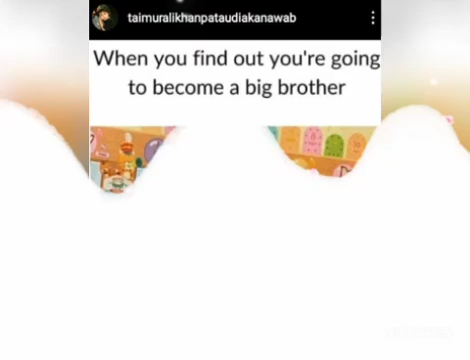 taimuralikhanpataudiakanawab
When you find out you're going
to become a big brother